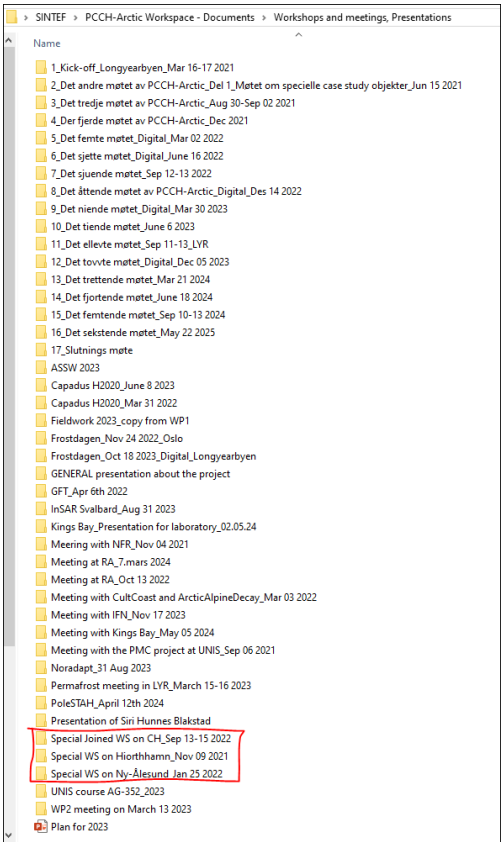 SINTEF > PCCH-Arctic Workspace - Documents > Workshops and meetings, Presentations
Name
1_Kick-off_Longyearbyen_Mar 16-17 2021
2_Det andre møtet av PCCH-Arctic_Del 1_Møtet om specielle case study objekter_Jun 15 2021
3_Det tredje møtet av PCCH-Arctic_Aug 30-Sep 02 2021
4_Der fjerde møtet av PCCH-Arctic_Dec 2021
5_Det femte møtet_Digital_Mar 02 2022
6_Det sjette møtet_Digital_June 16 2022
7_Det sjuende møtet_Sep 12-13 2022
8_Det åttende møtet av PCCH-Arctic_Digital_Des 14 2022
9_Det niende møtet_Digital_Mar 30 2023
10_Det tiende møtet_June 6 2023
11_Det ellevte møtet_Sep 11-13_LYR
12_Det tovvte møtet_Digital_Dec 05 2023
13_Det trettende møtet_Mar 21 2024
14_Det fjortende møtet_June 18 2024
15_Det femtende møtet_Sep 10-13 2024
16_Det sekstende møtet_May 22 2025
17_Slutnings møte
ASSW 2023
Capadus H2020_June 8 2023
Capadus H2020_Mar 31 2022
Fieldwork 2023_copy from WP1
Frostdagen_Nov 24 2022_Oslo
Frostdagen_Oct 18 2023_Digital_Longyearbyen
GENERAL presentation about the project
GFT_Apr 6th 2022
InSAR Svalbard_Aug 31 2023
Kings Bay_Presentation for laboratory_02.05.24
Meering with NFR_Nov 04 2021
Meeting at RA_7.mars 2024
Meeting at RA_Oct 13 2022
Meeting with CultCoast and ArcticAlpineDecay_Mar 03 2022
Meeting with IFN_Nov 17 2023
Meeting with Kings Bay_May 05 2024
Meeting with the PMC project at UNIS_Sep 06 2021
Noradapt_31 Aug 2023
Permafrost meeting in LYR_March 15-16 2023
PoleSTAH_April 12th 2024
Presentation of Siri Hunnes Blakstad
Special Joined WS on CH_Sep 13-15 2022
Special WS on Hiorthhamn_Nov 09 2021
Special WS on Ny-Ålesund_Jan 25 2022
UNIS course AG-352_2023
WP2 meeting on March 13 2023
Plan for 2023